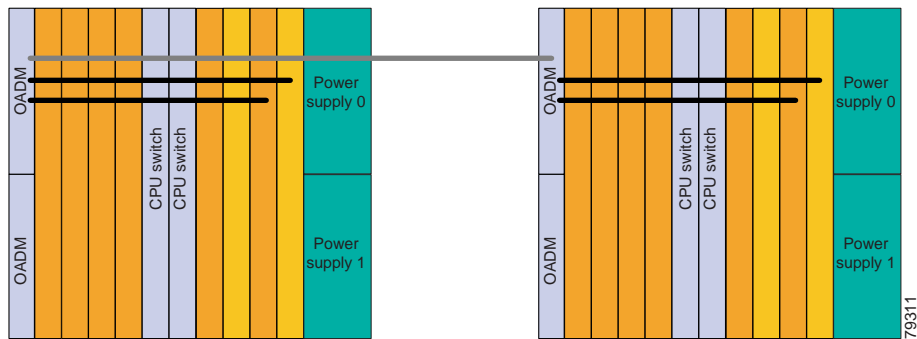 OADM
CPU switch
CPU switch
Power
supply 0
OADM
Power
supply 1
OADM
CPU switch
CPU switch
Power
supply 0
OADM
Power
supply 1
79311